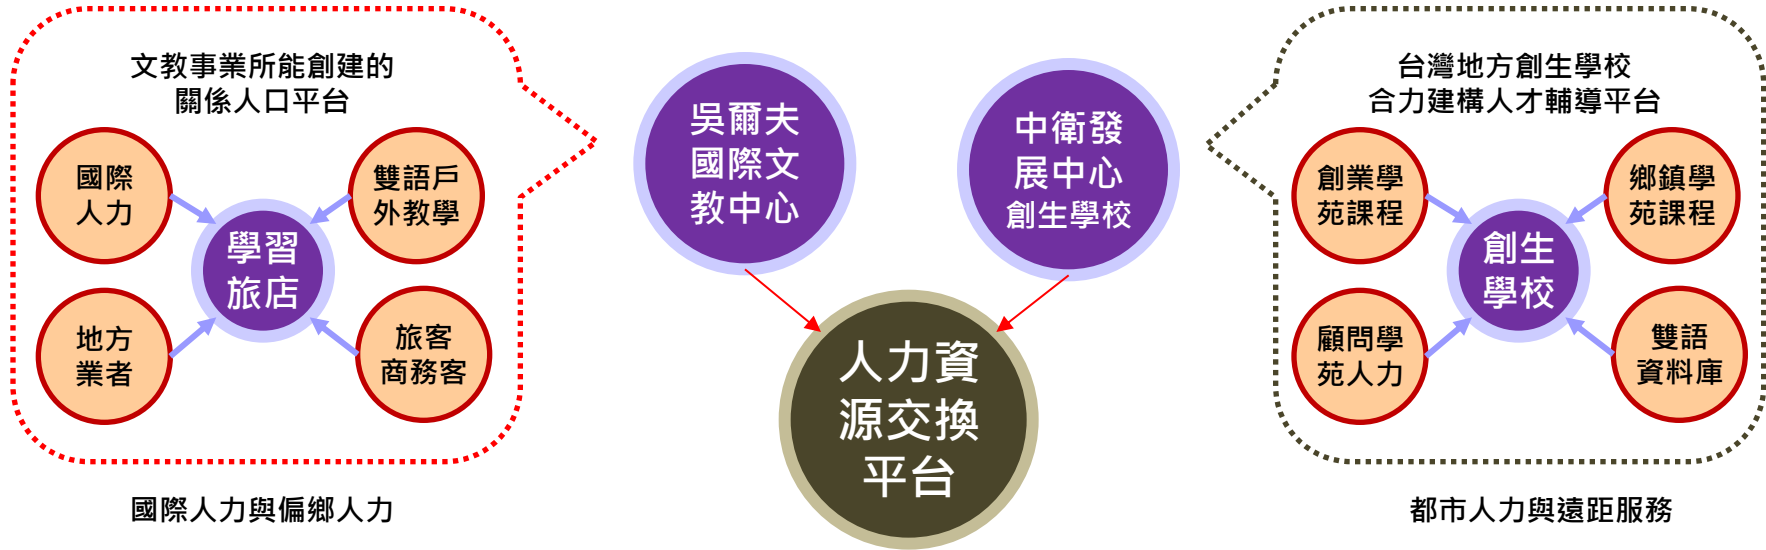 文教事業所能創建的
關係人口平台
國際
人力
雙語戶
外教學
學習
旅店
地方
業者
旅客
商務客
國際人力與偏鄉人力
吳爾夫
國際文
教中心
中衛發
展中心
創生學校
人力資
源交換
平台
台灣地方創生學校
合力建構人才輔導平台
創業學
苑課程
鄉鎮學
苑課程
創生
學校
顧問學
苑人力
雙語
資料庫
都市人力與遠距服務